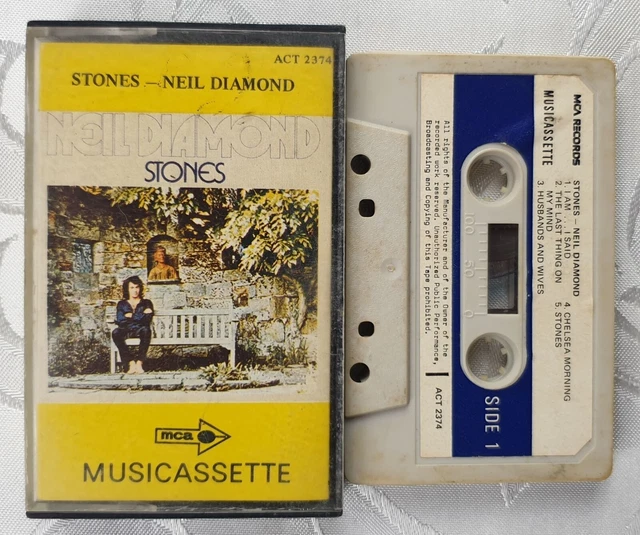 ACT 2374
STONES – NEIL DIAMOND
NEIL DIAMOND
STONES
mca
MUSICASSETTE
MCA RECORDS
MUSICASSETTE
STONES – NEIL DIAMOND
1. I AM . . . I SAID
2. THE LAST THING ON
MY MIND
3. HUSBANDS AND WIVES
4. CHELSEA MORNING
5. STONES
100 50 0
SIDE 1
All rights of the Manufacturer and of the Owner of the
recorded work reserved. Unauthorized Public Performance,
Broadcasting and Copying of this Tape prohibited.
ACT 2374